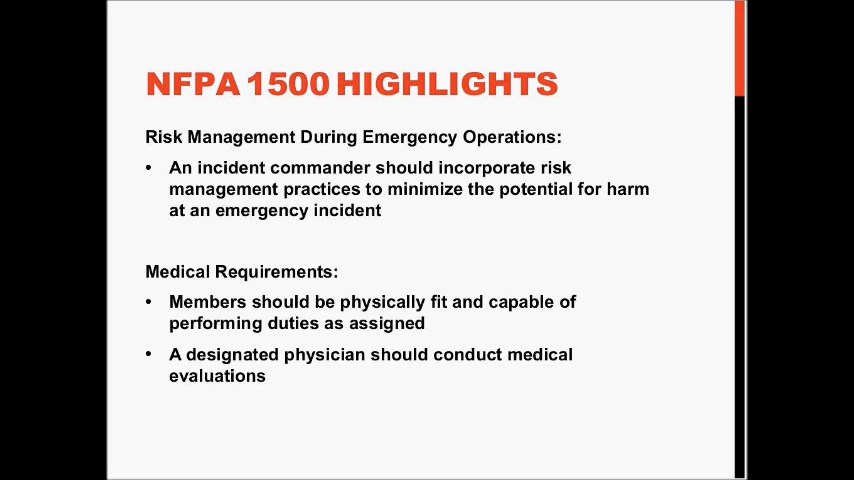 NFPA 1500 HIGHLIGHTS
Risk Management During Emergency Operations:
• An incident commander should incorporate risk
management practices to minimize the potential for harm
at an emergency incident
Medical Requirements:
• Members should be physically fit and capable of
performing duties as assigned
• A designated physician should conduct medical
evaluations